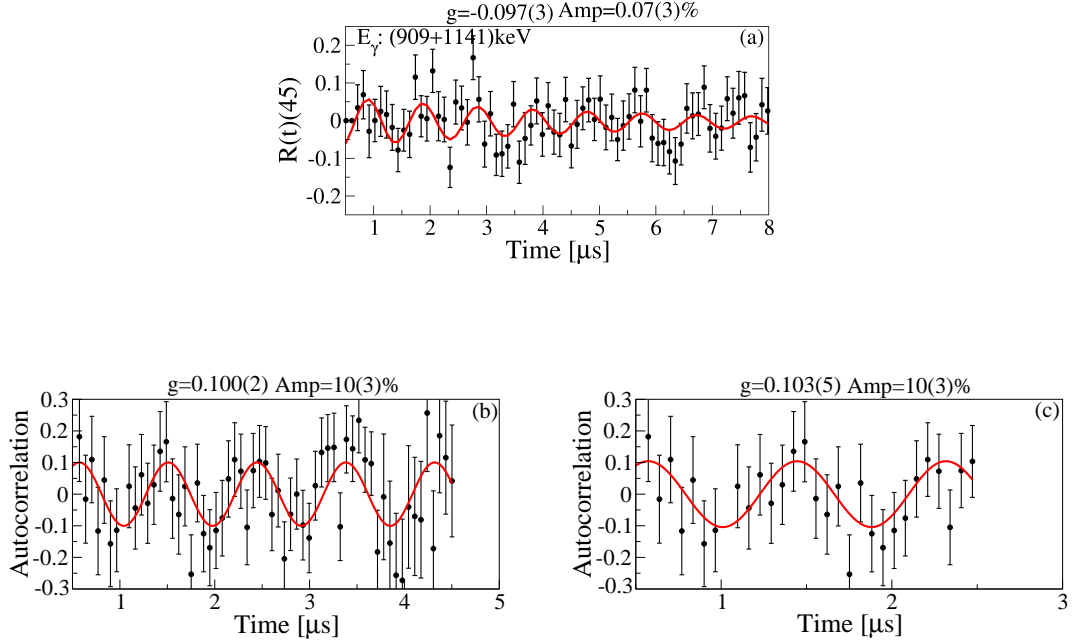 g=-0.097(3) Amp=0.07(3)%
Eγ: (909+1141)keV
(a)
R(t)(45)
0.2
0.1
0
-0.1
-0.2
1 2 3 4 5 6 7 8
Time [μs]
g=0.100(2) Amp=10(3)%
(b)
Autocorrelation
0.3
0.2
0.1
0
-0.1
-0.2
-0.3
1 2 3 4 5
Time [μs]
g=0.103(5) Amp=10(3)%
(c)
Autocorrelation
0.3
0.2
0.1
0
-0.1
-0.2
-0.3
1 2 3
Time [μs]